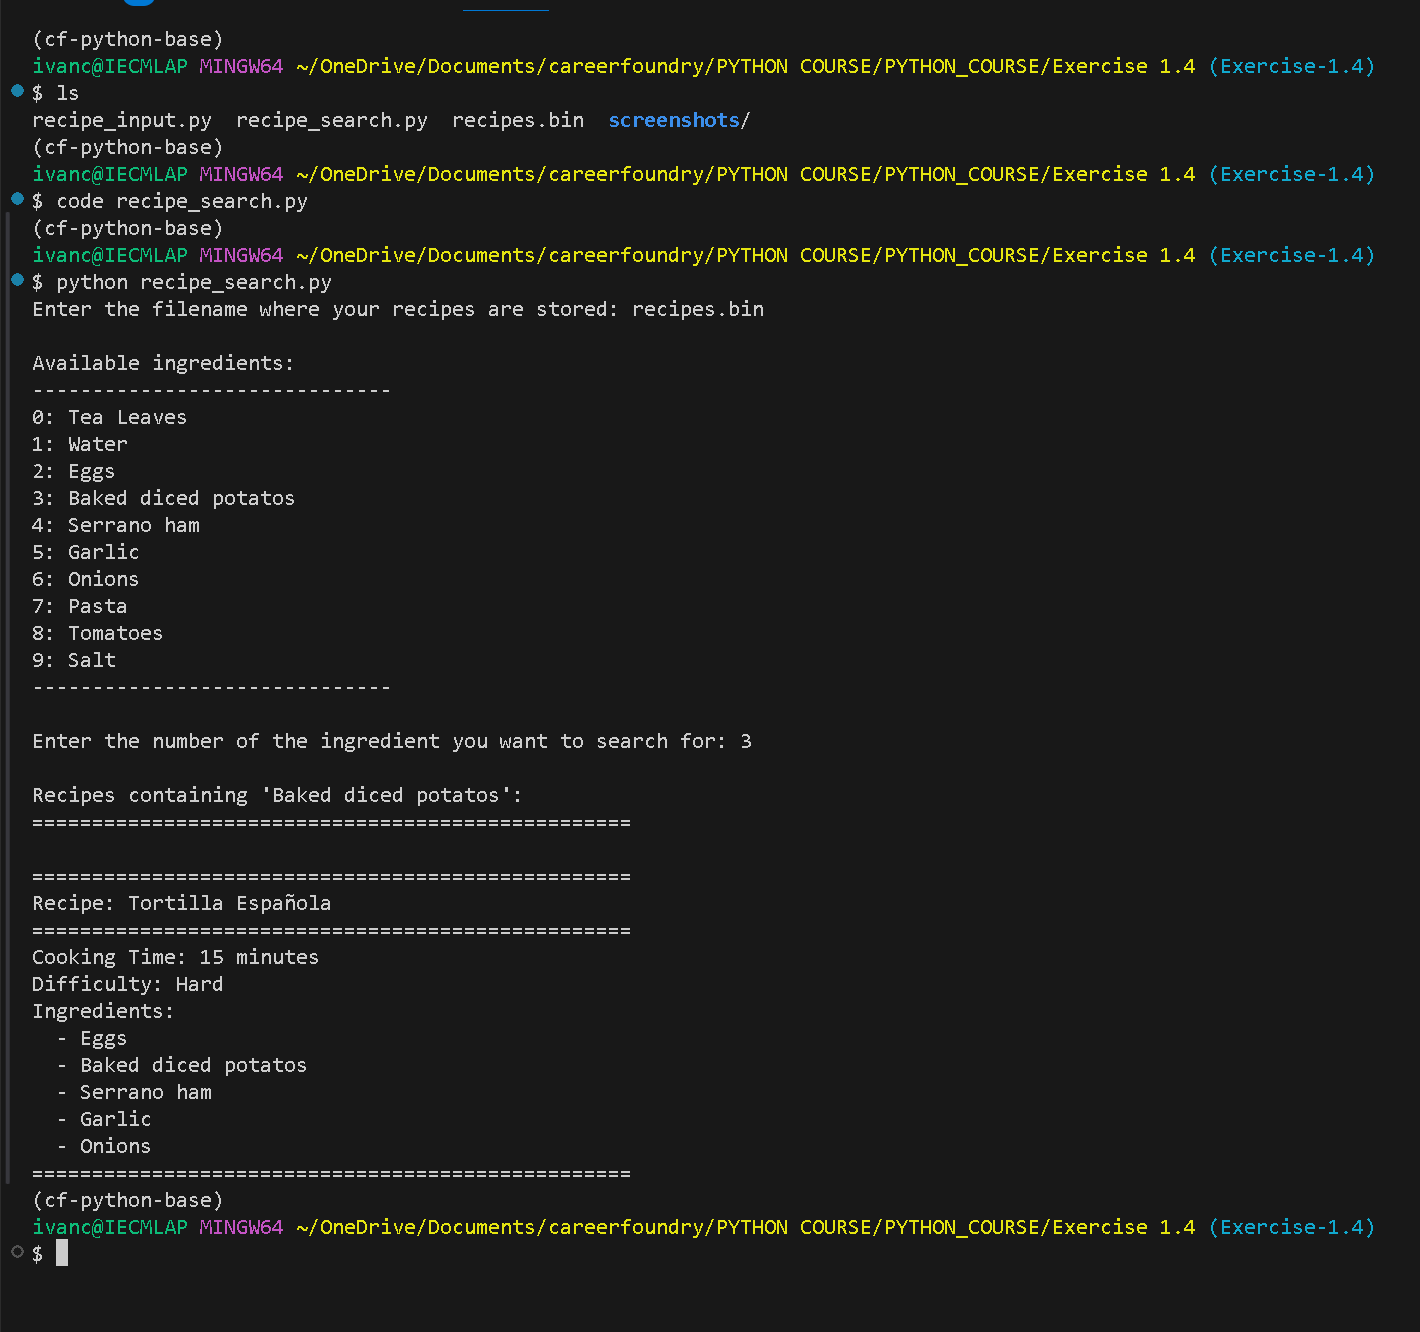 (cf-python-base)
ivanc@IECMLAP MINGW64 ~/OneDrive/Documents/careerfoundry/PYTHON COURSE/PYTHON_COURSE/Exercise 1.4 (Exercise-1.4)
$ ls
recipe_input.py  recipe_search.py  recipes.bin  screenshots/
(cf-python-base)
ivanc@IECMLAP MINGW64 ~/OneDrive/Documents/careerfoundry/PYTHON COURSE/PYTHON_COURSE/Exercise 1.4 (Exercise-1.4)
$ code recipe_search.py
(cf-python-base)
ivanc@IECMLAP MINGW64 ~/OneDrive/Documents/careerfoundry/PYTHON COURSE/PYTHON_COURSE/Exercise 1.4 (Exercise-1.4)
$ python recipe_search.py
Enter the filename where your recipes are stored: recipes.bin

Available ingredients:
------------------------------
0: Tea Leaves
1: Water
2: Eggs
3: Baked diced potatos
4: Serrano ham
5: Garlic
6: Onions
7: Pasta
8: Tomatoes
9: Salt
------------------------------

Enter the number of the ingredient you want to search for: 3

Recipes containing 'Baked diced potatos':
==================================================

==================================================
Recipe: Tortilla Española
==================================================
Cooking Time: 15 minutes
Difficulty: Hard
Ingredients:
  - Eggs
  - Baked diced potatos
  - Serrano ham
  - Garlic
  - Onions
==================================================
(cf-python-base)
ivanc@IECMLAP MINGW64 ~/OneDrive/Documents/careerfoundry/PYTHON COURSE/PYTHON_COURSE/Exercise 1.4 (Exercise-1.4)
$